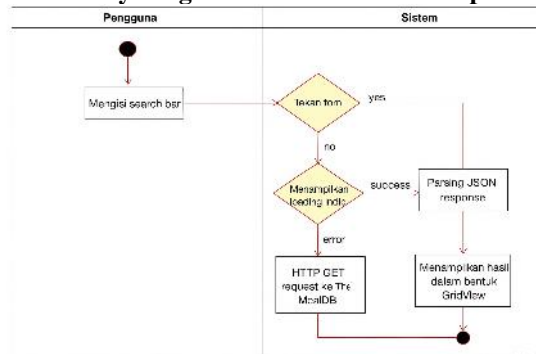 Pengguna
Sistem
Mengisi search bar
Tekan tom
yes
no
Menampilkan
loading indic
success
Parsing JSON
response
error
HTTP GET
request ke The
MealDB
Menampilkan hasil
dalam bentuk
GridView